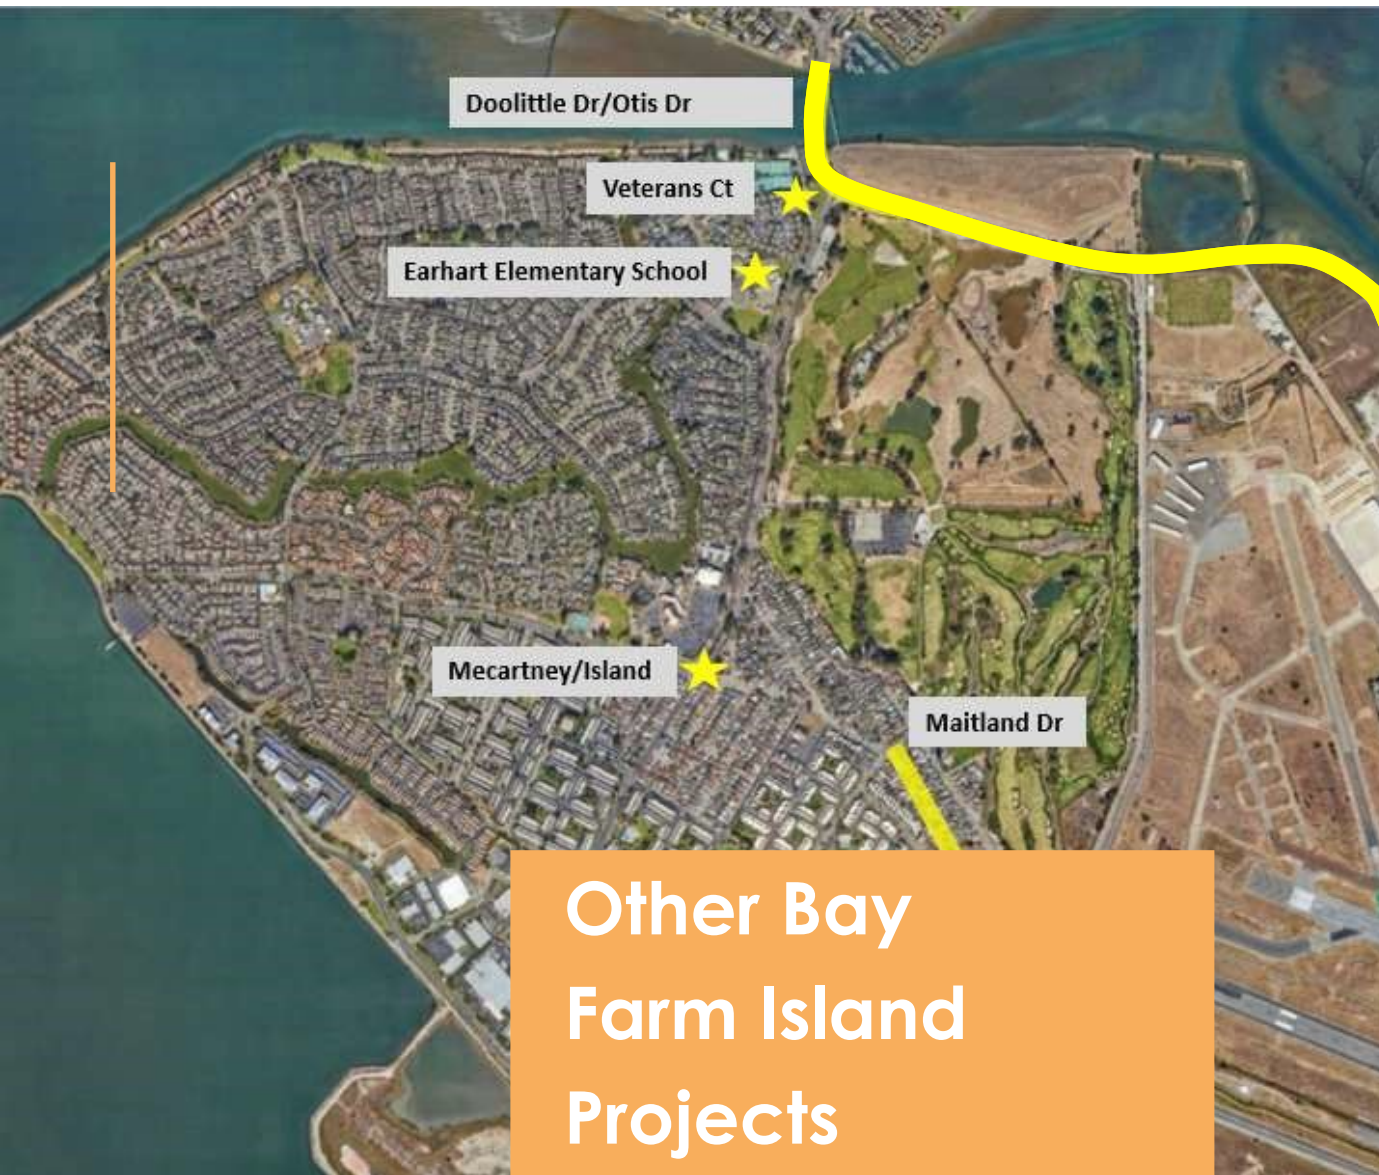 Doolittle Dr/Otis Dr
Veterans Ct
Earhart Elementary School
Mecartney/Island
Maitland Dr
Other Bay
Farm Island
Projects